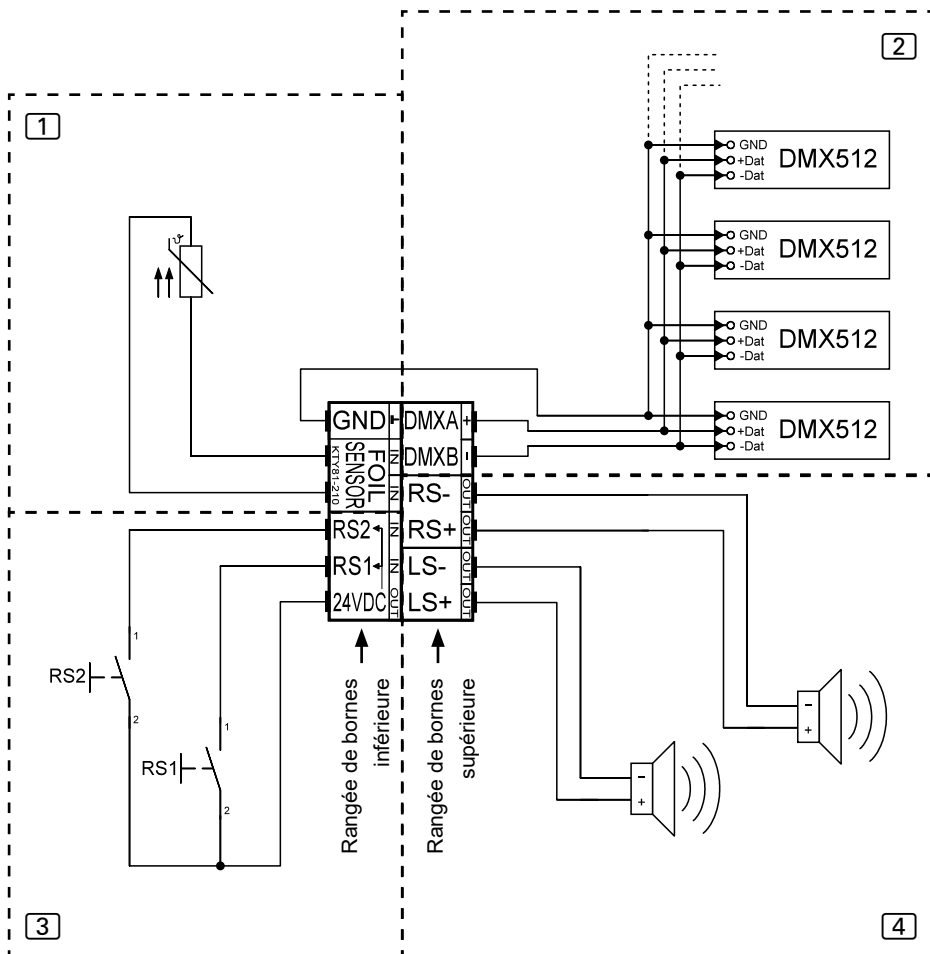 1
2
GND
+Dat
-Dat
DMX512
GND
+Dat
-Dat
DMX512
GND
+Dat
-Dat
DMX512
GND
+Dat
-Dat
DMX512
ϑ
GND
DMXA +
KTY81-210
SENSOR
FOIL
IN
IN
DMXB -
RS- OUT
RS2 IN
RS+ OUT
RS1 IN
LS- OUT
24VDC OUT
LS+ OUT
Rangée de bornes
inférieure
Rangée de bornes
supérieure
1
RS2
2
1
RS1
2
-
+
-
+
3
4